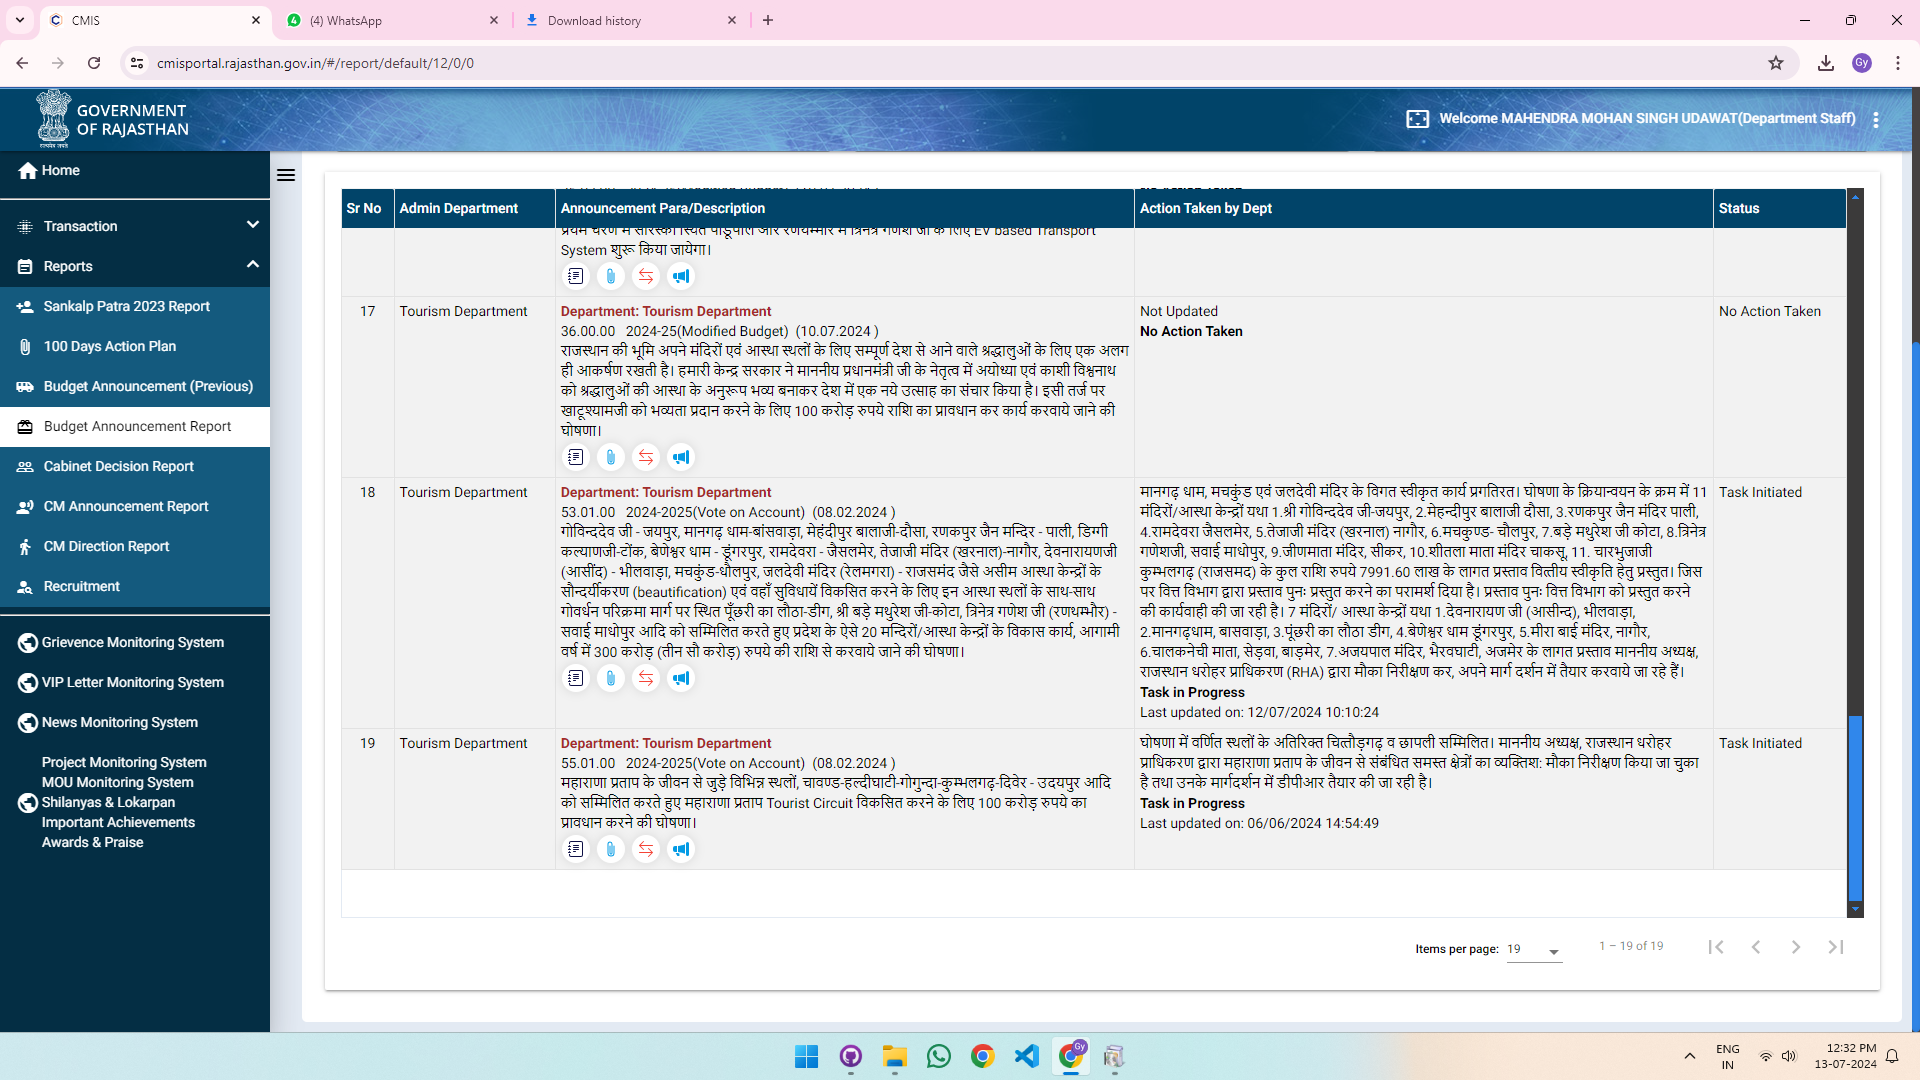 CMIS
(4) WhatsApp
Download history
cmisportal.rajasthan.gov.in/#/report/default/12/0/0
Gy
GOVERNMENT
OF RAJASTHAN
Welcome MAHENDRA MOHAN SINGH UDAWAT(Department Staff)
Home
Transaction
Reports
Sankalp Patra 2023 Report
100 Days Action Plan
Budget Announcement (Previous)
Budget Announcement Report
Cabinet Decision Report
CM Announcement Report
CM Direction Report
Recruitment
Grievence Monitoring System
VIP Letter Monitoring System
News Monitoring System
Project Monitoring System
MOU Monitoring System
Shilanyas & Lokarpan
Important Achievements
Awards & Praise
Sr No Admin Department Announcement Para/Description Action Taken by Dept Status
प्रथम चरण में सरिस्का स्थित पांडूपोल और रणथम्भौर में त्रिनेत्र गणेश जी के लिए EV based Transport
System शुरू किया जायेगा।
17 Tourism Department
Department: Tourism Department
36.00.00 2024-25(Modified Budget) (10.07.2024 )
राजस्थान की भूमि अपने मंदिरों एवं आस्था स्थलों के लिए सम्पूर्ण देश से आने वाले श्रद्धालुओं के लिए एक अलग
ही आकर्षण रखती है। हमारी केन्द्र सरकार ने माननीय प्रधानमंत्री जी के नेतृत्व में अयोध्या एवं काशी विश्वनाथ
को श्रद्धालुओं की आस्था के अनुरूप भव्य बनाकर देश में एक नये उत्साह का संचार किया है। इसी तर्ज पर
खाटूश्यामजी को भव्यता प्रदान करने के लिए 100 करोड़ रुपये राशि का प्रावधान कर कार्य करवाये जाने की
घोषणा।
Not Updated
No Action Taken
No Action Taken
18 Tourism Department
Department: Tourism Department
53.01.00 2024-2025(Vote on Account) (08.02.2024 )
गोविन्ददेव जी - जयपुर, मानगढ़ धाम-बांसवाड़ा, मेहंदीपुर बालाजी-दौसा, रणकपुर जैन मन्दिर - पाली, डिग्गी
कल्याणजी-टोंक, बेणेश्वर धाम - डूंगरपुर, रामदेवरा - जैसलमेर, तेजाजी मंदिर (खरनाल)-नागौर, देवनारायणजी
(आसींद) - भीलवाड़ा, मचकुंड-धौलपुर, जलदेवी मंदिर (रेलमगरा) - राजसमंद जैसे असीम आस्था केन्द्रों के
सौन्दर्यीकरण (beautification) एवं वहाँ सुविधायें विकसित करने के लिए इन आस्था स्थलों के साथ-साथ
गोवर्धन परिक्रमा मार्ग पर स्थित पूँछरी का लौठा-डीग, श्री बड़े मथुरेश जी-कोटा, त्रिनेत्र गणेश जी (रणथम्भौर) -
सवाई माधोपुर आदि को सम्मिलित करते हुए प्रदेश के ऐसे 20 मन्दिरों/आस्था केन्द्रों के विकास कार्य, आगामी
वर्ष में 300 करोड़ (तीन सौ करोड़) रुपये की राशि से करवाये जाने की घोषणा।
मानगढ़ धाम, मचकुंड एवं जलदेवी मंदिर के विगत स्वीकृत कार्य प्रगतिरत। घोषणा के क्रियान्वयन के क्रम में 11
मंदिरों/आस्था केन्द्रों यथा 1.श्री गोविन्ददेव जी-जयपुर, 2.मेहन्दीपुर बालाजी दौसा, 3.रणकपुर जैन मंदिर पाली,
4.रामदेवरा जैसलमेर, 5.तेजाजी मंदिर (खरनाल) नागौर, 6.मचकुण्ड- चौलपुर, 7.बड़े मथुरेश जी कोटा, 8.त्रिनेत्र
गणेशजी, सवाई माधोपुर, 9.जीणमाता मंदिर, सीकर, 10.शीतला माता मंदिर चाकसू, 11. चारभुजाजी
कुम्भलगढ़ (राजसमद) के कुल राशि रुपये 7991.60 लाख के लागत प्रस्ताव वित्तीय स्वीकृति हेतु प्रस्तुत। जिस
पर वित्त विभाग द्वारा प्रस्ताव पुनः प्रस्तुत करने का परामर्श दिया है। प्रस्ताव पुनः वित्त विभाग को प्रस्तुत करने
की कार्यवाही की जा रही है। 7 मंदिरों/ आस्था केन्द्रों यथा 1.देवनारायण जी (आसीन्द), भीलवाड़ा,
2.मानगढ़धाम, बासवाड़ा, 3.पूंछरी का लौठा डीग, 4.बेणेश्वर धाम डूंगरपुर, 5.मीरा बाई मंदिर, नागौर,
6.चालकनेची माता, सेड़वा, बाड़मेर, 7.अजयपाल मंदिर, भैरवघाटी, अजमेर के लागत प्रस्ताव माननीय अध्यक्ष,
राजस्थान धरोहर प्राधिकरण (RHA) द्वारा मौका निरीक्षण कर, अपने मार्ग दर्शन में तैयार करवाये जा रहे हैं।
Task in Progress
Last updated on: 12/07/2024 10:10:24
Task Initiated
19 Tourism Department
Department: Tourism Department
55.01.00 2024-2025(Vote on Account) (08.02.2024 )
महाराणा प्रताप के जीवन से जुड़े विभिन्न स्थलों, चावण्ड-हल्दीघाटी-गोगुन्दा-कुम्भलगढ़-दिवेर - उदयपुर आदि
को सम्मिलित करते हुए महाराणा प्रताप Tourist Circuit विकसित करने के लिए 100 करोड़ रुपये का
प्रावधान करने की घोषणा।
घोषणा में वर्णित स्थलों के अतिरिक्त चित्तौड़गढ़ व छापली सम्मिलित। माननीय अध्यक्ष, राजस्थान धरोहर
प्राधिकरण द्वारा महाराणा प्रताप के जीवन से संबंधित समस्त क्षेत्रों का व्यक्तिश: मौका निरीक्षण किया जा चुका
है तथा उनके मार्गदर्शन में डीपीआर तैयार की जा रही है।
Task in Progress
Last updated on: 06/06/2024 14:54:49
Task Initiated
Items per page: 19 1 – 19 of 19
ENG
IN
12:32 PM
13-07-2024